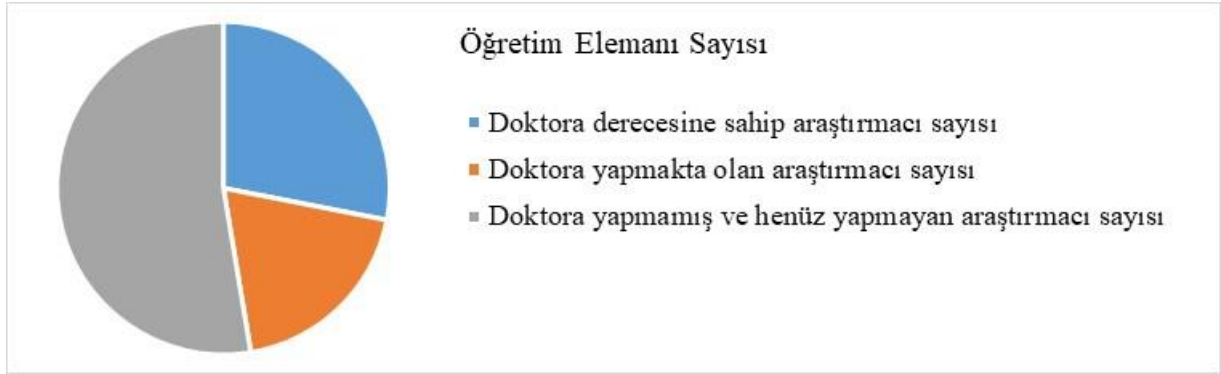 Öğretim Elemanı Sayısı
Doktora derecesine sahip araştırmacı sayısı
Doktora yapmakta olan araştırmacı sayısı
Doktora yapmamış ve henüz yapmayan araştırmacı sayısı